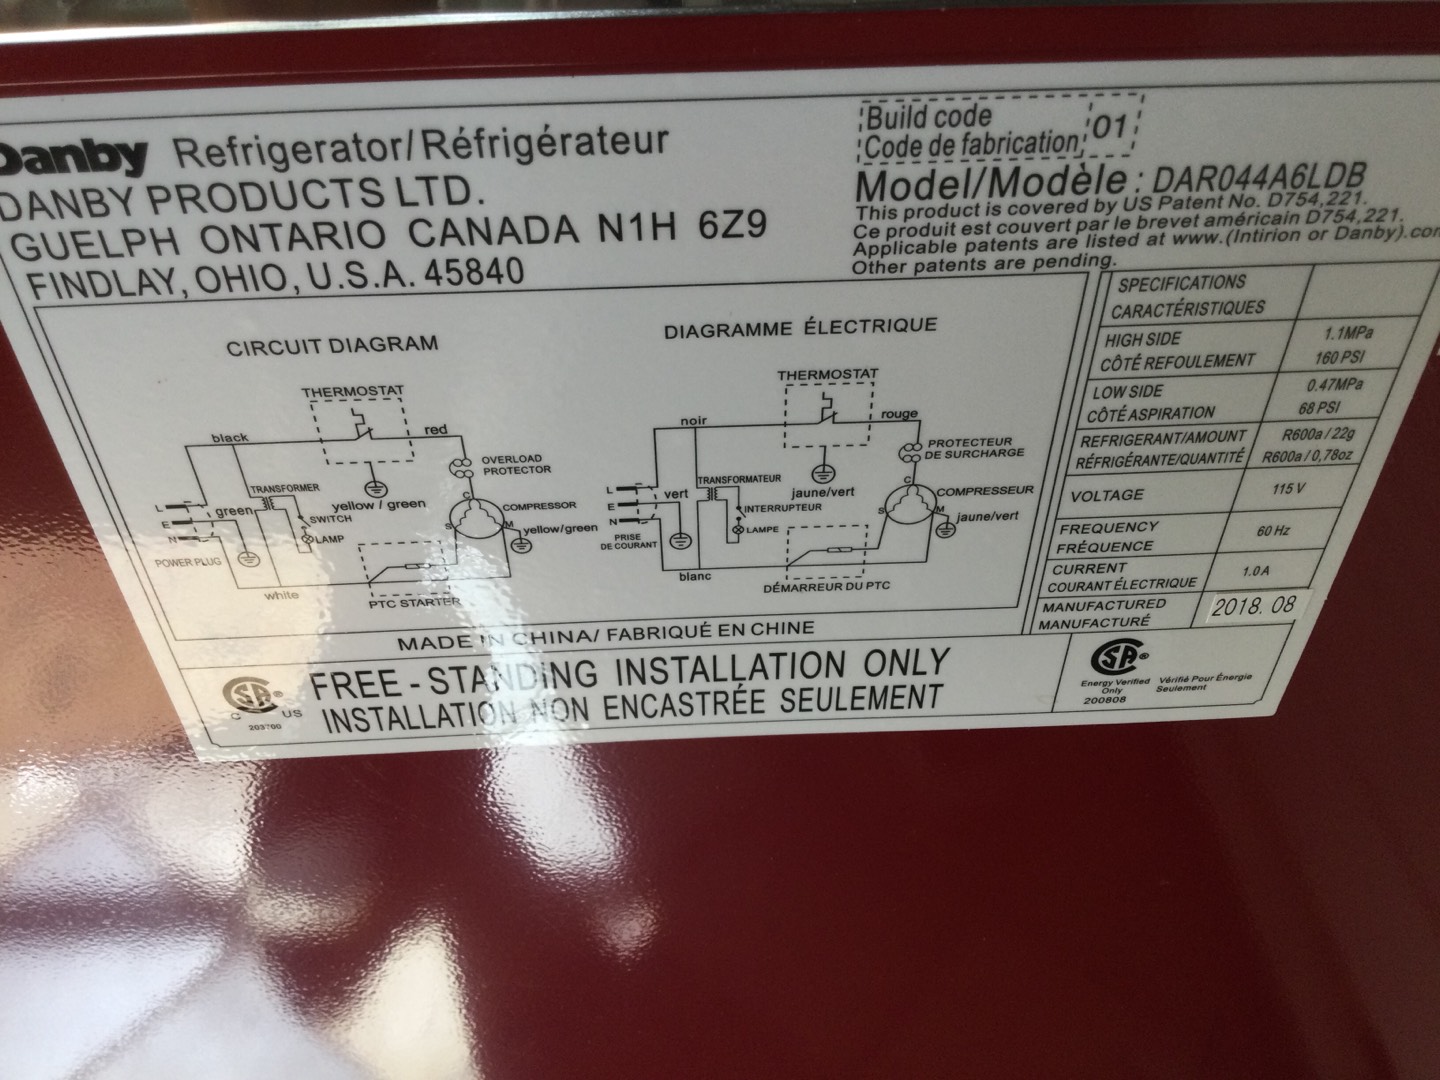 Danby Refrigerator/Réfrigérateur
DANBY PRODUCTS LTD.
GUELPH ONTARIO CANADA N1H 6Z9
FINDLAY, OHIO, U.S.A. 45840
Build code
Code de fabrication
01
Model/Modèle : DAR044A6LDB
This product is covered by US Patent No. D754,221.
Ce produit est couvert par le brevet américain D754,221.
Applicable patents are listed at www.(Intirion or Danby).com
Other patents are pending.
CIRCUIT DIAGRAM
THERMOSTAT
black
red
OVERLOAD
PROTECTOR
TRANSFORMER
L
green
yellow / green
C
COMPRESSOR
E
SWITCH
S
M
yellow/green
N
LAMP
POWER PLUG
white
PTC STARTER
DIAGRAMME ÉLECTRIQUE
THERMOSTAT
noir
rouge
PROTECTEUR
DE SURCHARGE
TRANSFORMATEUR
L
vert
jaune/vert
C
COMPRESSEUR
E
INTERRUPTEUR
S
M
jaune/vert
N
LAMPE
PRISE
DE COURANT
blanc
DÉMARREUR DU PTC
SPECIFICATIONS
CARACTÉRISTIQUES
HIGH SIDE 1.1MPa
CÔTÉ REFOULEMENT 160 PSI
LOW SIDE 0.47MPa
CÔTÉ ASPIRATION 68 PSI
REFRIGERANT/AMOUNT R600a / 22g
RÉFRIGÉRANTE/QUANTITÉ R600a / 0,78oz
VOLTAGE 115 V
FREQUENCY
FRÉQUENCE
60 Hz
CURRENT
COURANT ÉLECTRIQUE
1.0 A
MANUFACTURED
MANUFACTURÉ
2018. 08
MADE IN CHINA/ FABRIQUÉ EN CHINE
SA ®
C US
203700
FREE - STANDING INSTALLATION ONLY
INSTALLATION NON ENCASTRÉE SEULEMENT
SA ®
Energy Verified
Only
200808
Vérifié Pour Énergie
Seulement